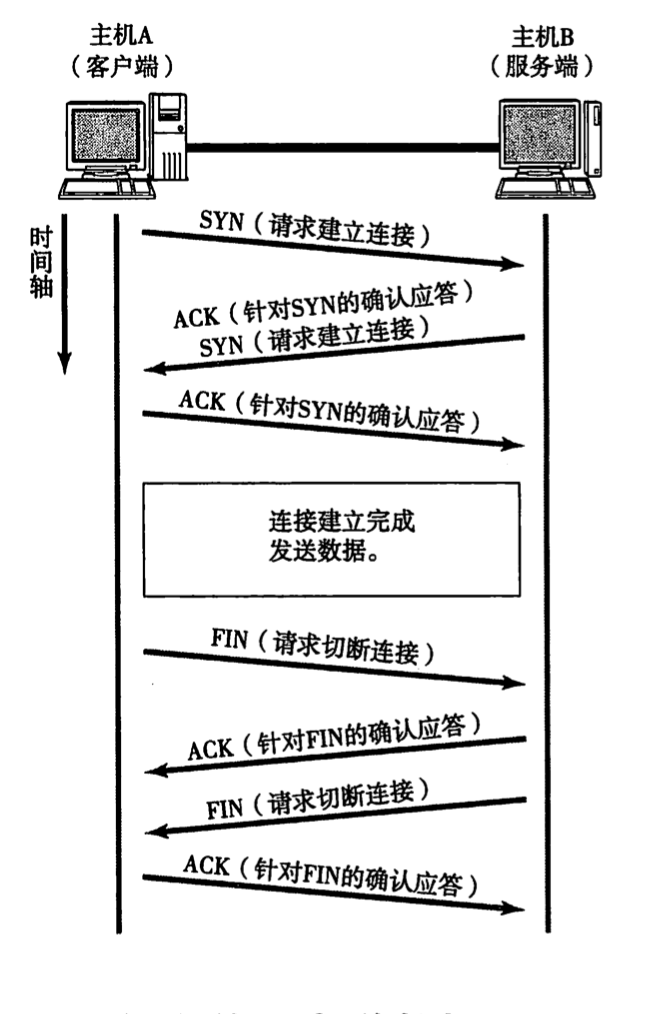 主机A
（客户端）
主机B
（服务端）
时间轴
SYN（请求建立连接）
ACK（针对SYN的确认应答）
SYN（请求建立连接）
ACK（针对SYN的确认应答）
连接建立完成
发送数据。
FIN（请求切断连接）
ACK（针对FIN的确认应答）
FIN（请求切断连接）
ACK（针对FIN的确认应答）